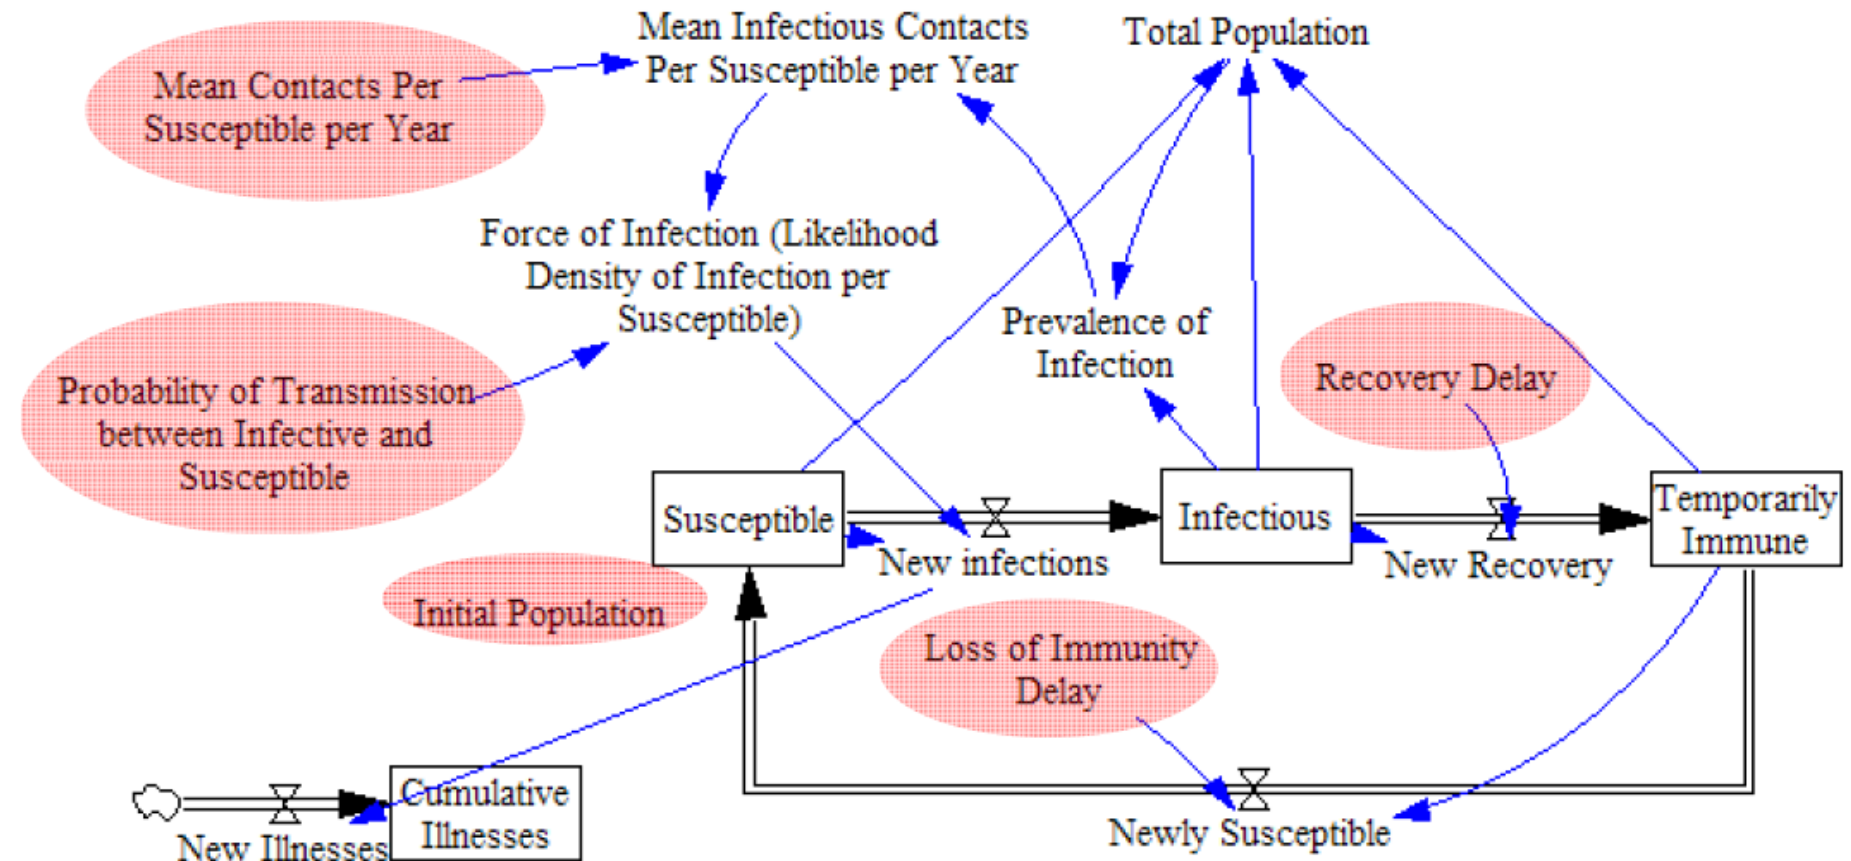 Mean Contacts Per
Susceptible per Year
Mean Infectious Contacts
Per Susceptible per Year
Total Population
Force of Infection (Likelihood
Density of Infection per
Susceptible)
Prevalence of
Infection
Recovery Delay
Probability of Transmission
between Infective and
Susceptible
Susceptible
New infections
Infectious
New Recovery
Temporarily
Immune
Initial Population
Loss of Immunity
Delay
Newly Susceptible
New Illnesses
Cumulative
Illnesses